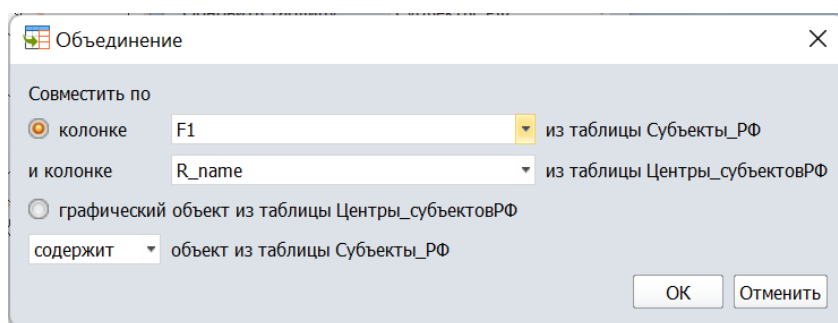 Объединение
Совместить по
колонке F1 из таблицы Субъекты_РФ
и колонке R_name из таблицы Центры_субъектовРФ
графический объект из таблицы Центры_субъектовРФ
содержит объект из таблицы Субъекты_РФ
ОК Отменить